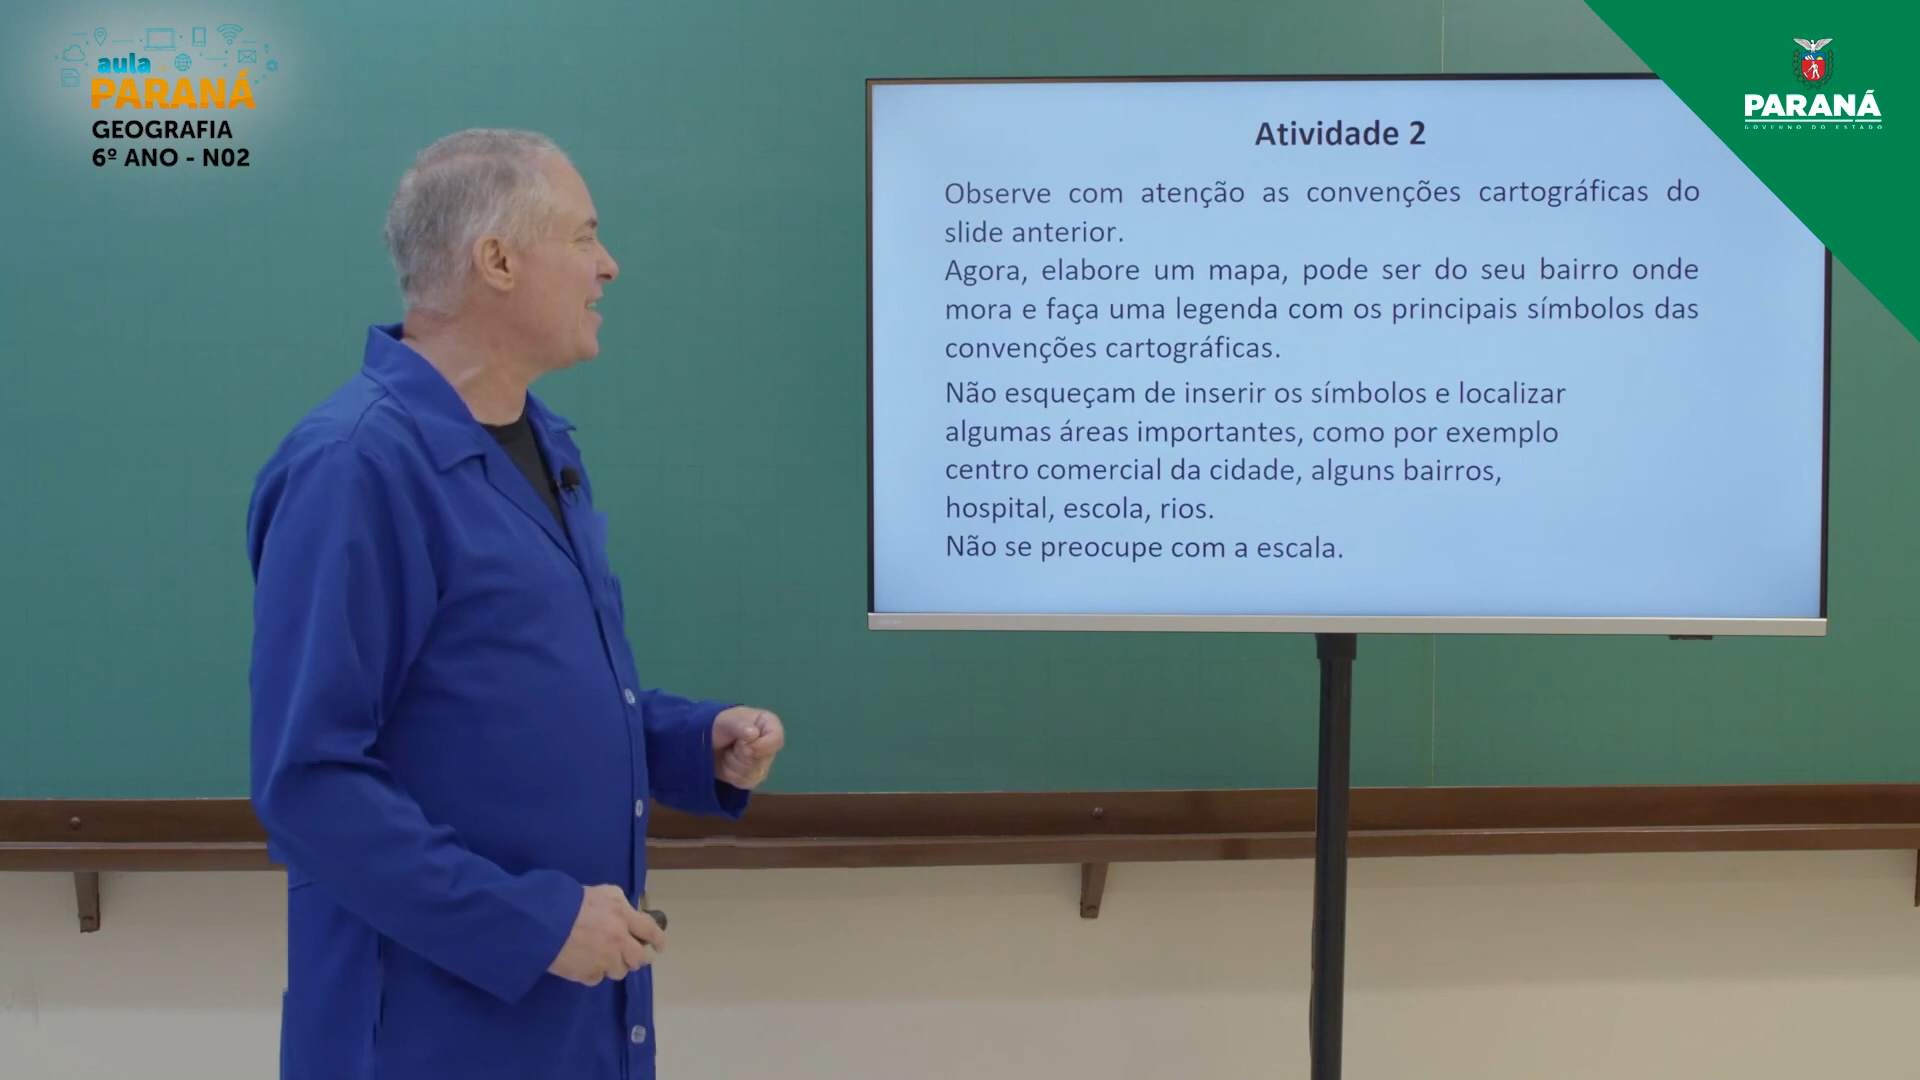 aula
PARANÁ
GEOGRAFIA
6º ANO - N02
PARANÁ
GOVERNO DO ESTADO
Atividade 2
Observe com atenção as convenções cartográficas do
slide anterior.
Agora, elabore um mapa, pode ser do seu bairro onde
mora e faça uma legenda com os principais símbolos das
convenções cartográficas.
Não esqueçam de inserir os símbolos e localizar
algumas áreas importantes, como por exemplo
centro comercial da cidade, alguns bairros,
hospital, escola, rios.
Não se preocupe com a escala.